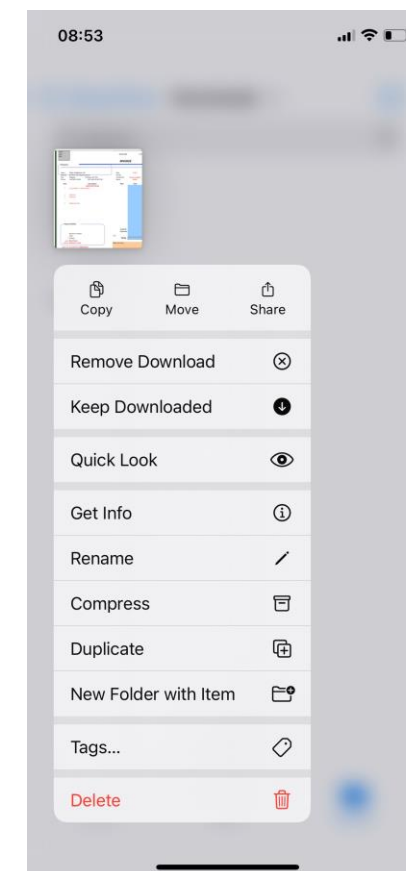 08:53
Copy Move Share
Remove Download
Keep Downloaded
Quick Look
Get Info
Rename
Compress
Duplicate
New Folder with Item
Tags...
Delete